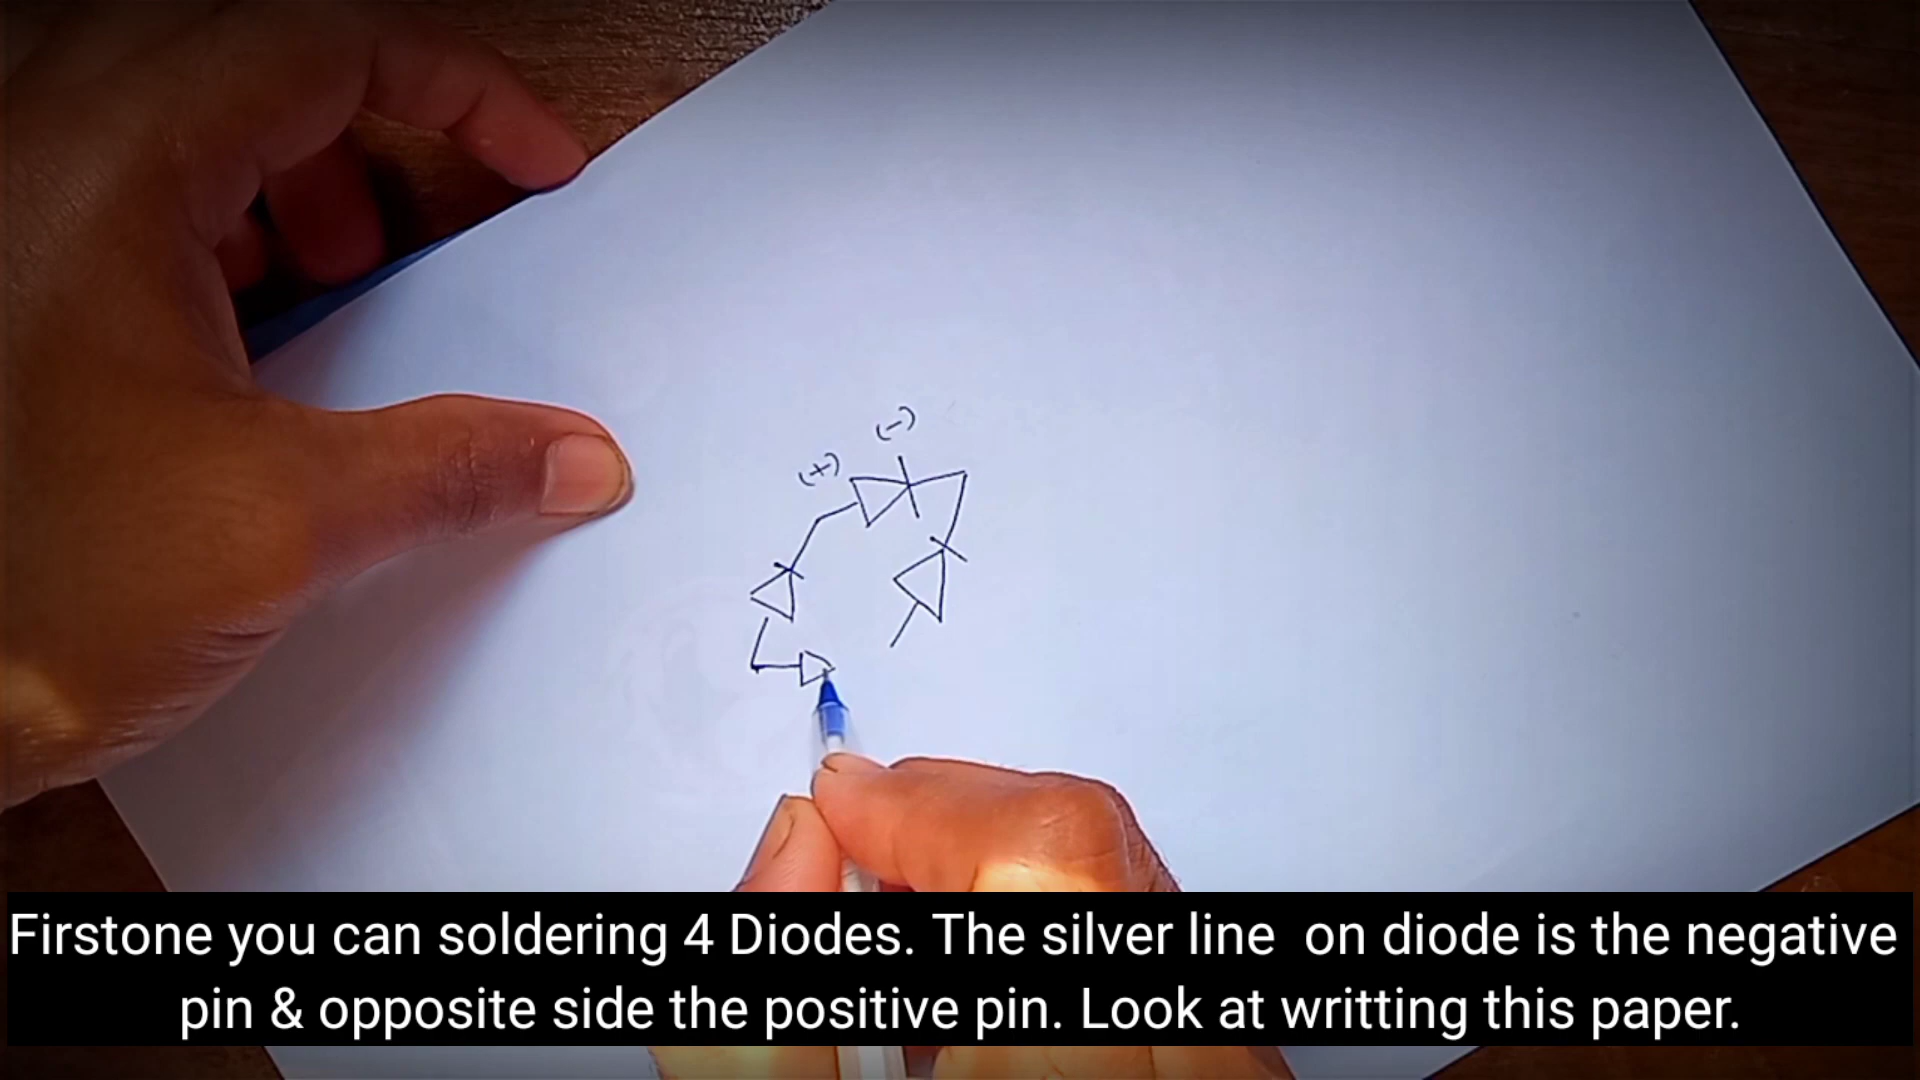 (-)
(+)
Firstone you can soldering 4 Diodes. The silver line on diode is the negative
pin & opposite side the positive pin. Look at writting this paper.